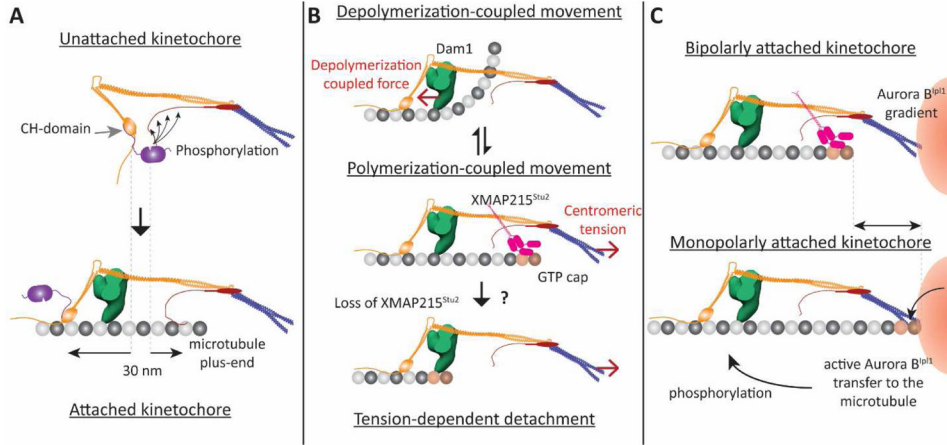 A
Unattached kinetochore
CH-domain
Phosphorylation
microtubule
plus-end
30 nm
Attached kinetochore
B
Depolymerization-coupled movement
Dam1
Depolymerization
coupled force
Polymerization-coupled movement
XMAP215Stu2
Centromeric
tension
GTP cap
Loss of XMAP215Stu2
?
Tension-dependent detachment
C
Bipolarly attached kinetochore
Aurora BIpl1
gradient
Monopolarly attached kinetochore
active Aurora BIpl1
transfer to the
microtubule
phosphorylation